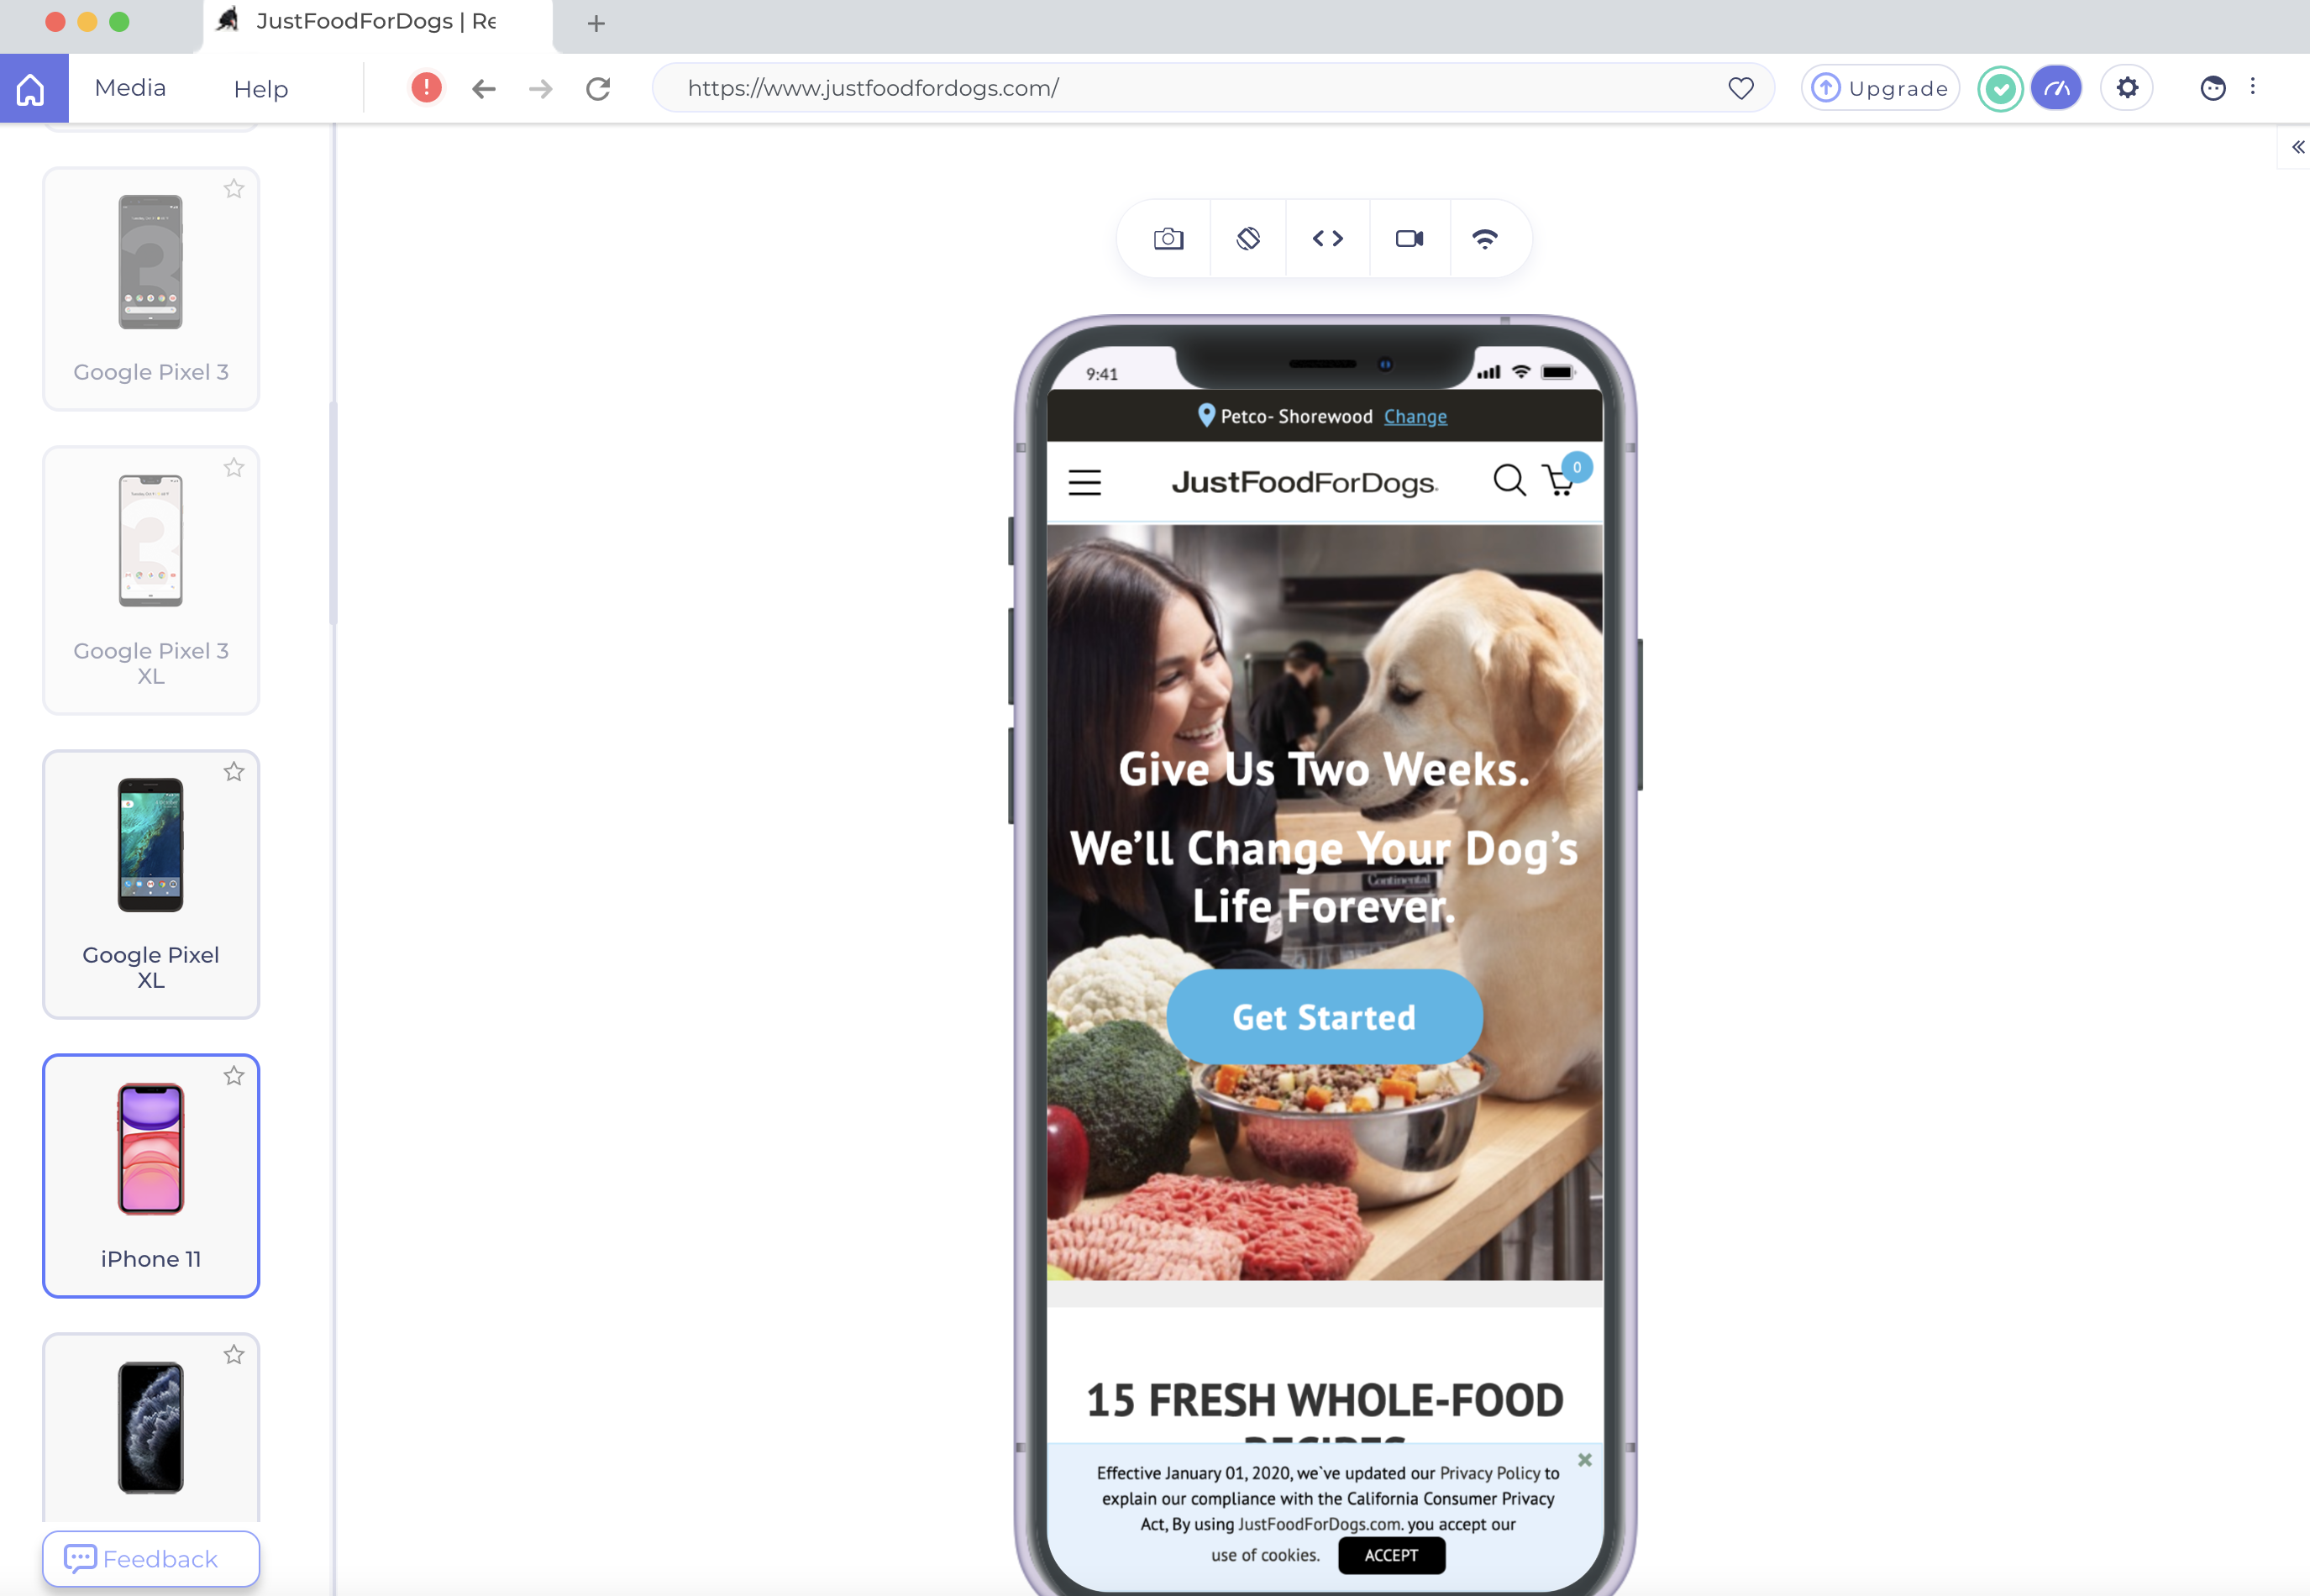 JustFoodForDogs | Re
Media
Help
https://www.justfoodfordogs.com/
Upgrade
Google Pixel 3
Google Pixel 3
XL
Google Pixel
XL
iPhone 11
Feedback
9:41
Petco- Shorewood Change
JustFoodForDogs
0
Give Us Two Weeks.
We’ll Change Your Dog’s
Life Forever.
Continental
Get Started
15 FRESH WHOLE-FOOD
RECIPES
Effective January 01, 2020, we`ve updated our Privacy Policy to
explain our compliance with the California Consumer Privacy
Act, By using JustFoodForDogs.com. you accept our
use of cookies. ACCEPT